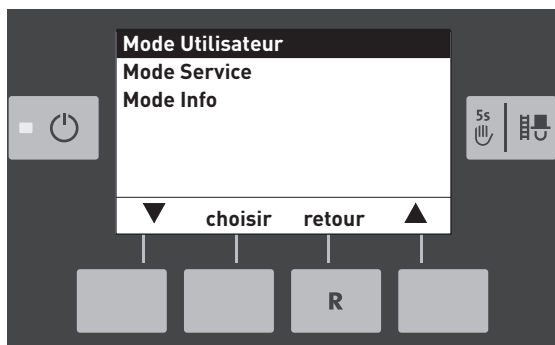 Mode Utilisateur
Mode Service
Mode Info
5s
choisir retour
R